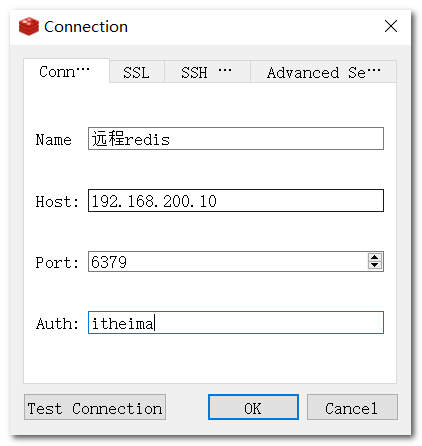 Connection
Conn⋯ SSL SSH ⋯ Advanced Se⋯
Name 远程redis
Host: 192.168.200.10
Port: 6379
Auth: itheima
Test Connection OK Cancel